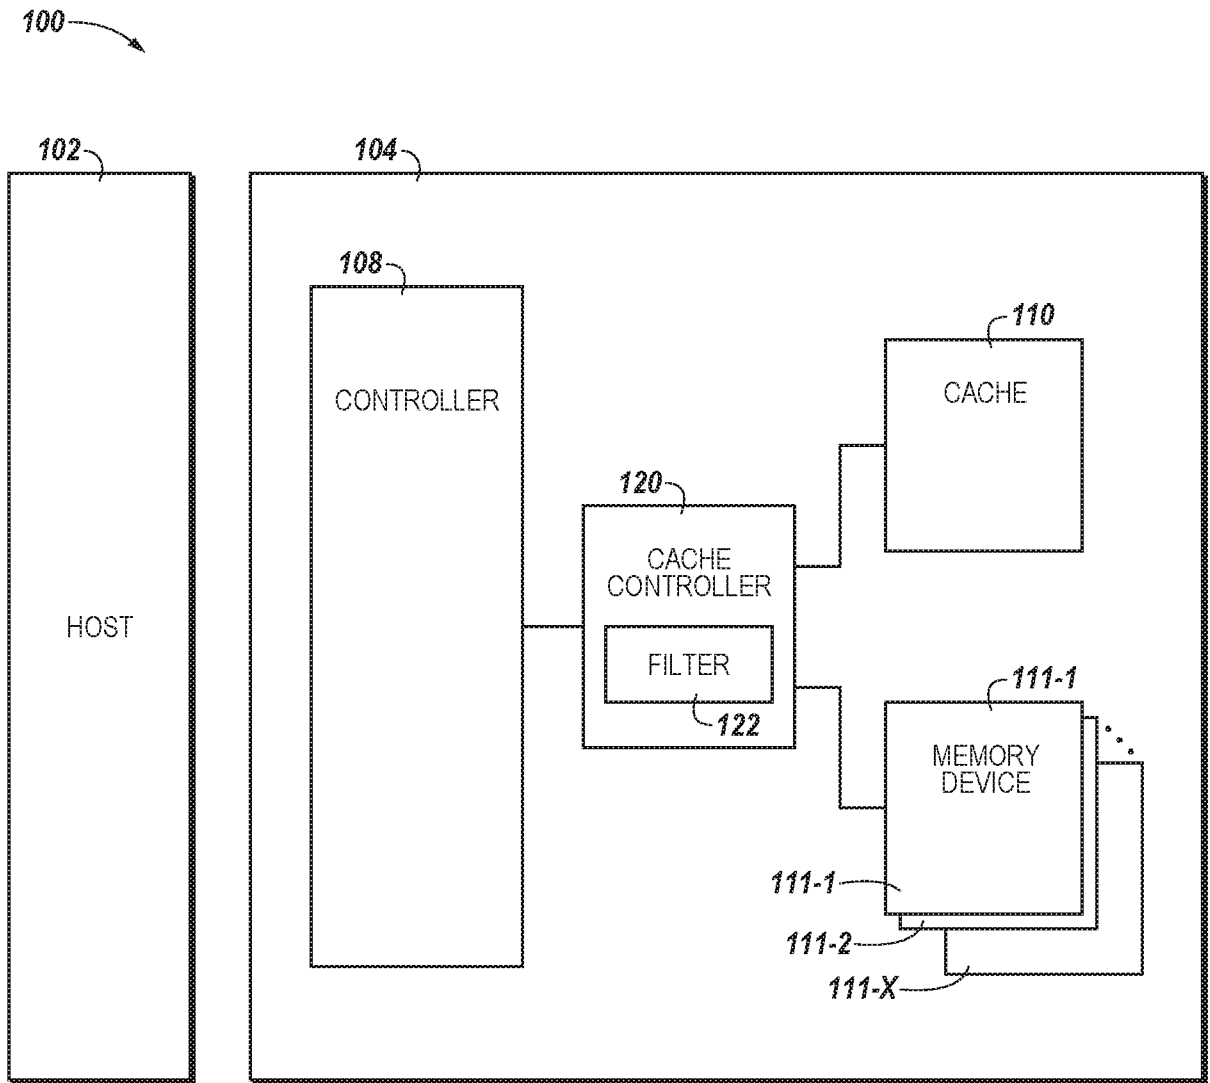 100
102
104
108
110
CONTROLLER
CACHE
120
CACHE
CONTROLLER
HOST
FILTER
111-1
122
MEMORY
DEVICE
111-1
111-2
111-X